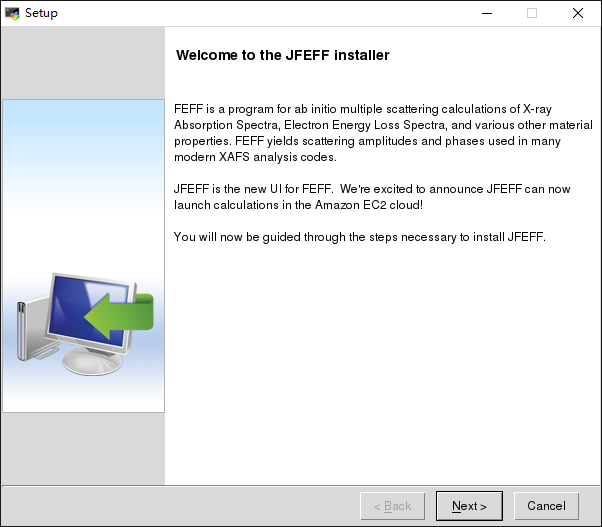 Setup
Welcome to the JFEFF installer
FEFF is a program for ab initio multiple scattering calculations of X-ray
Absorption Spectra, Electron Energy Loss Spectra, and various other material
properties. FEFF yields scattering amplitudes and phases used in many
modern XAFS analysis codes.
JFEFF is the new UI for FEFF.  We're excited to announce JFEFF can now
launch calculations in the Amazon EC2 cloud!
You will now be guided through the steps necessary to install JFEFF.
< Back
Next >
Cancel